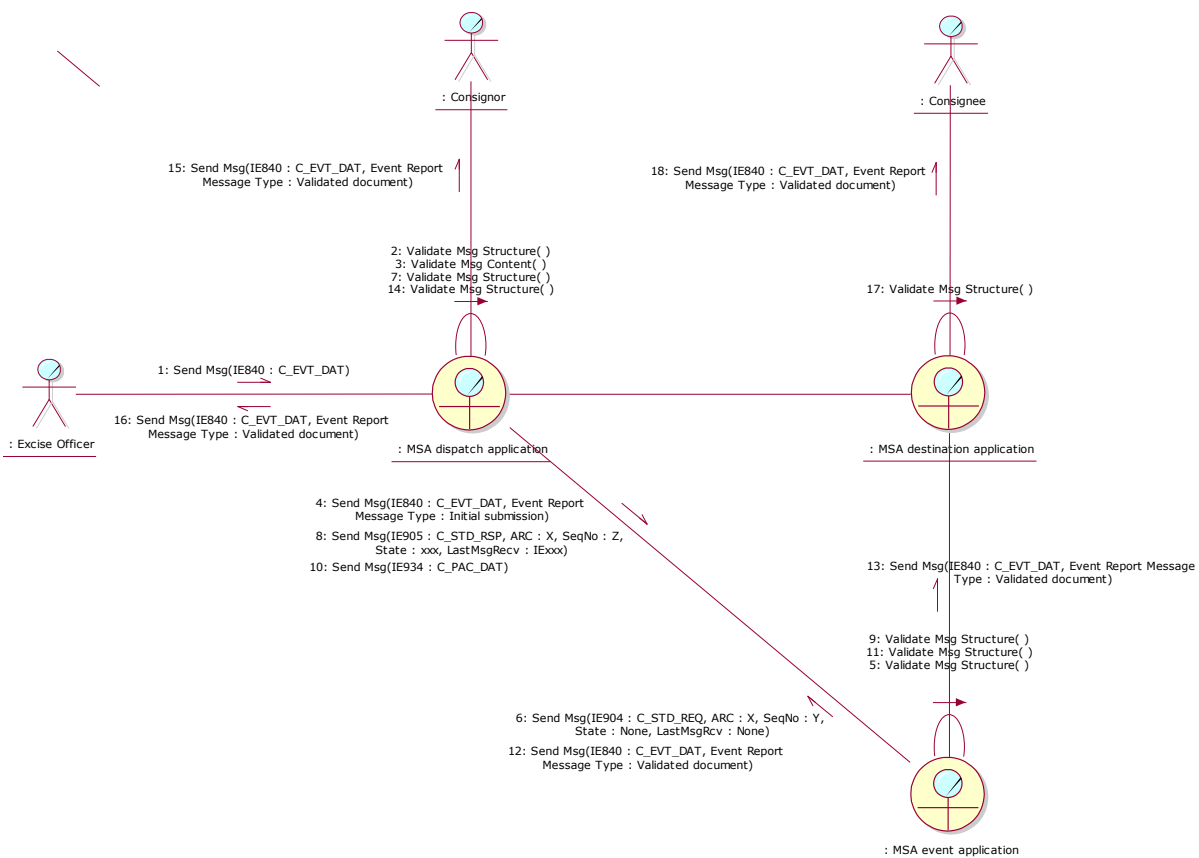 : Consignor
: Consignee
15: Send Msg(IE840 : C_EVT_DAT, Event Report
Message Type : Validated document)
18: Send Msg(IE840 : C_EVT_DAT, Event Report
Message Type : Validated document)
2: Validate Msg Structure( )
3: Validate Msg Content( )
7: Validate Msg Structure( )
14: Validate Msg Structure( )
17: Validate Msg Structure( )
1: Send Msg(IE840 : C_EVT_DAT)
16: Send Msg(IE840 : C_EVT_DAT, Event Report
Message Type : Validated document)
: Excise Officer
: MSA dispatch application
: MSA destination application
4: Send Msg(IE840 : C_EVT_DAT, Event Report
Message Type : Initial submission)
8: Send Msg(IE905 : C_STD_RSP, ARC : X, SeqNo : Z,
State : xxx, LastMsgRecv : IExxx)
10: Send Msg(IE934 : C_PAC_DAT)
13: Send Msg(IE840 : C_EVT_DAT, Event Report Message
Type : Validated document)
9: Validate Msg Structure( )
11: Validate Msg Structure( )
5: Validate Msg Structure( )
6: Send Msg(IE904 : C_STD_REQ, ARC : X, SeqNo : Y,
State : None, LastMsgRcv : None)
12: Send Msg(IE840 : C_EVT_DAT, Event Report
Message Type : Validated document)
: MSA event application